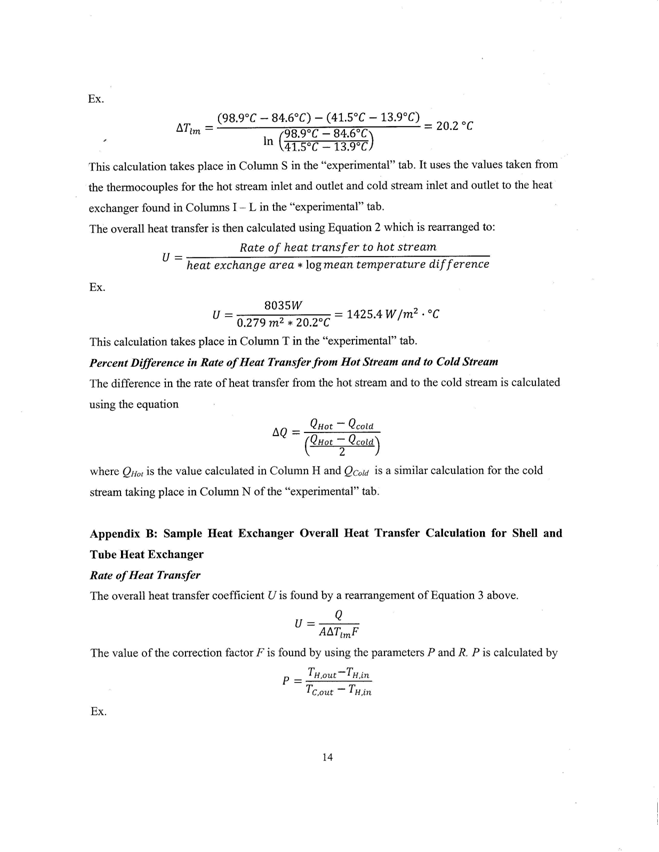 Ex.
ΔT_lm = ((98.9°C − 84.6°C) − (41.5°C − 13.9°C)) / ln((98.9°C − 84.6°C) / (41.5°C − 13.9°C)) = 20.2 °C
This calculation takes place in Column S in the “experimental” tab. It uses the values taken from
the thermocouples for the hot stream inlet and outlet and cold stream inlet and outlet to the heat
exchanger found in Columns I – L in the “experimental” tab.
The overall heat transfer is then calculated using Equation 2 which is rearranged to:
U = Rate of heat transfer to hot stream / heat exchange area * log mean temperature difference
Ex.
U = 8035W / 0.279 m² * 20.2°C = 1425.4 W/m² · °C
This calculation takes place in Column T in the “experimental” tab.
Percent Difference in Rate of Heat Transfer from Hot Stream and to Cold Stream
The difference in the rate of heat transfer from the hot stream and to the cold stream is calculated
using the equation
ΔQ = (Q_Hot − Q_cold) / ((Q_Hot − Q_cold) / 2)
where Q_Hot is the value calculated in Column H and Q_Cold is a similar calculation for the cold
stream taking place in Column N of the “experimental” tab.
Appendix B: Sample Heat Exchanger Overall Heat Transfer Calculation for Shell and
Tube Heat Exchanger
Rate of Heat Transfer
The overall heat transfer coefficient U is found by a rearrangement of Equation 3 above.
U = Q / AΔT_lm F
The value of the correction factor F is found by using the parameters P and R. P is calculated by
P = (T_H,out − T_H,in) / (T_C,out − T_H,in)
Ex.
14